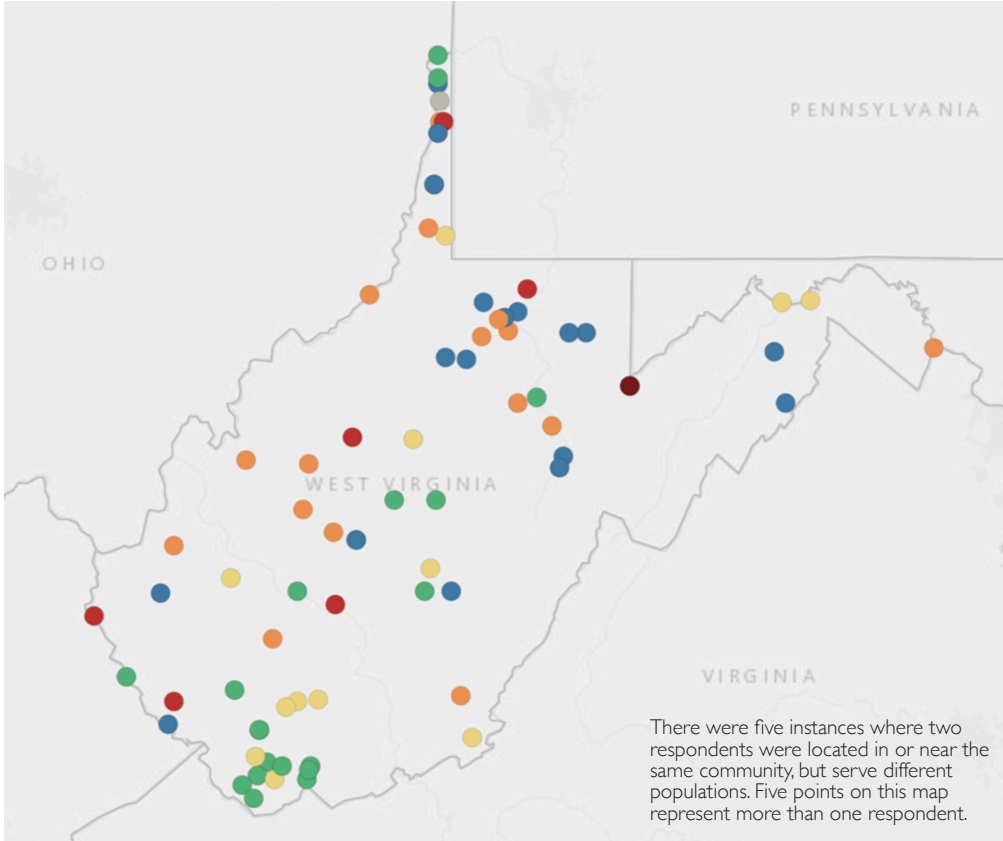 PENNSYLVANIA
OHIO
WEST VIRGINIA
VIRGINIA
There were five instances where two
respondents were located in or near the
same community, but serve different
populations. Five points on this map
represent more than one respondent.